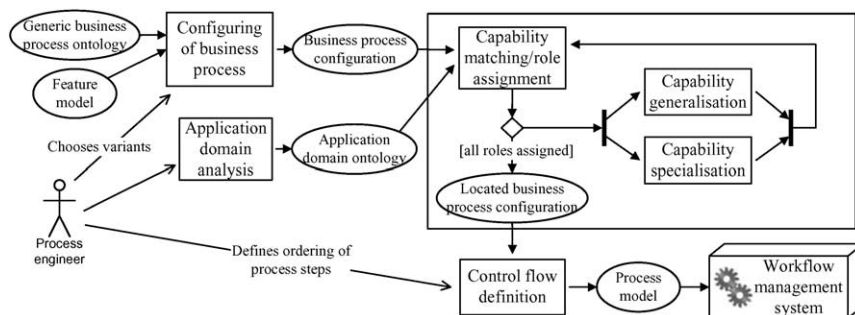 Generic business
process ontology
Feature
model
Configuring
of business
process
Business process
configuration
Capability
matching/role
assignment
Capability
generalisation
Capability
specialisation
Chooses variants
Application
domain
analysis
Application
domain ontology
[all roles assigned]
Located business
process configuration
Process
engineer
Defines ordering of
process steps
Control flow
definition
Process
model
Workflow
management
system